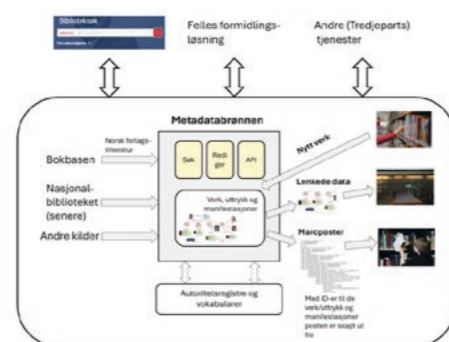 Biblioteksøk
Felles formidlings-
løsning
Andre (Tredjeparts)
tjenester
Metadatabrønnen
Norsk forlags-
litteratur
Bokbasen
Nasjonal-
biblioteket
(senere)
Andre kilder
Søk
Redi
ger
API
Verk, uttrykk og
manifestasjoner
Autoritetsregistre og
vokabularer
Nytt verk
Lenkede data
Marcposter
Med ID-er til de
verk/uttrykk og
manifestasjoner
posten er skapt ut
fra